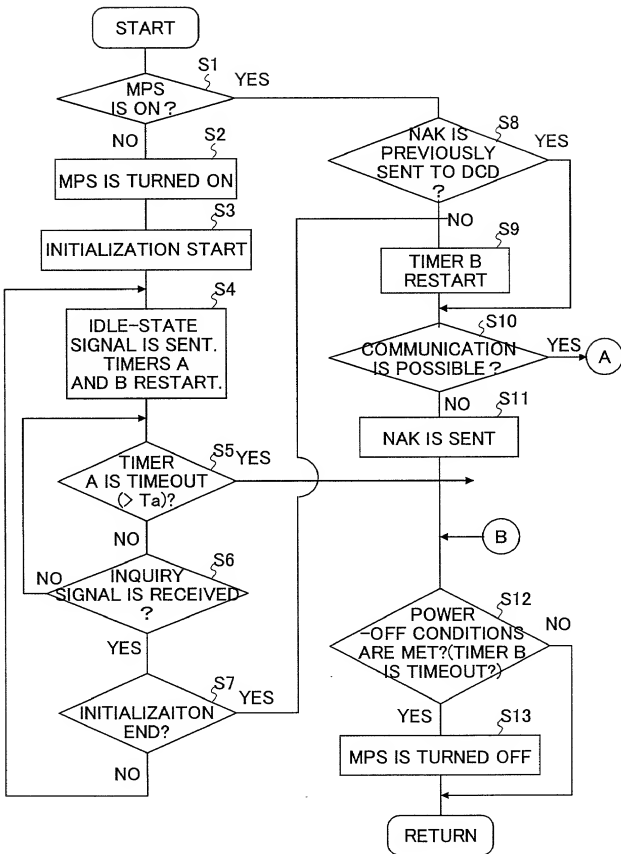 START
S1
YES
MPS
IS ON?
NO
S2
MPS IS TURNED ON
S3
INITIALIZATION START
S4
IDLE-STATE
SIGNAL IS SENT.
TIMERS A
AND B RESTART.
S5
YES
TIMER
A IS TIMEOUT
(> Ta)?
NO
S6
NO
INQUIRY
SIGNAL IS RECEIVED
?
YES
S7
YES
INITIALIZAITON
END?
NO
S8
YES
NAK IS
PREVIOUSLY
SENT TO DCD
?
NO
S9
TIMER B
RESTART
S10
YES
COMMUNICATION
IS POSSIBLE?
A
NO
S11
NAK IS SENT
B
S12
NO
POWER
-OFF CONDITIONS
ARE MET?(TIMER B
IS TIMEOUT?)
YES
S13
MPS IS TURNED OFF
RETURN